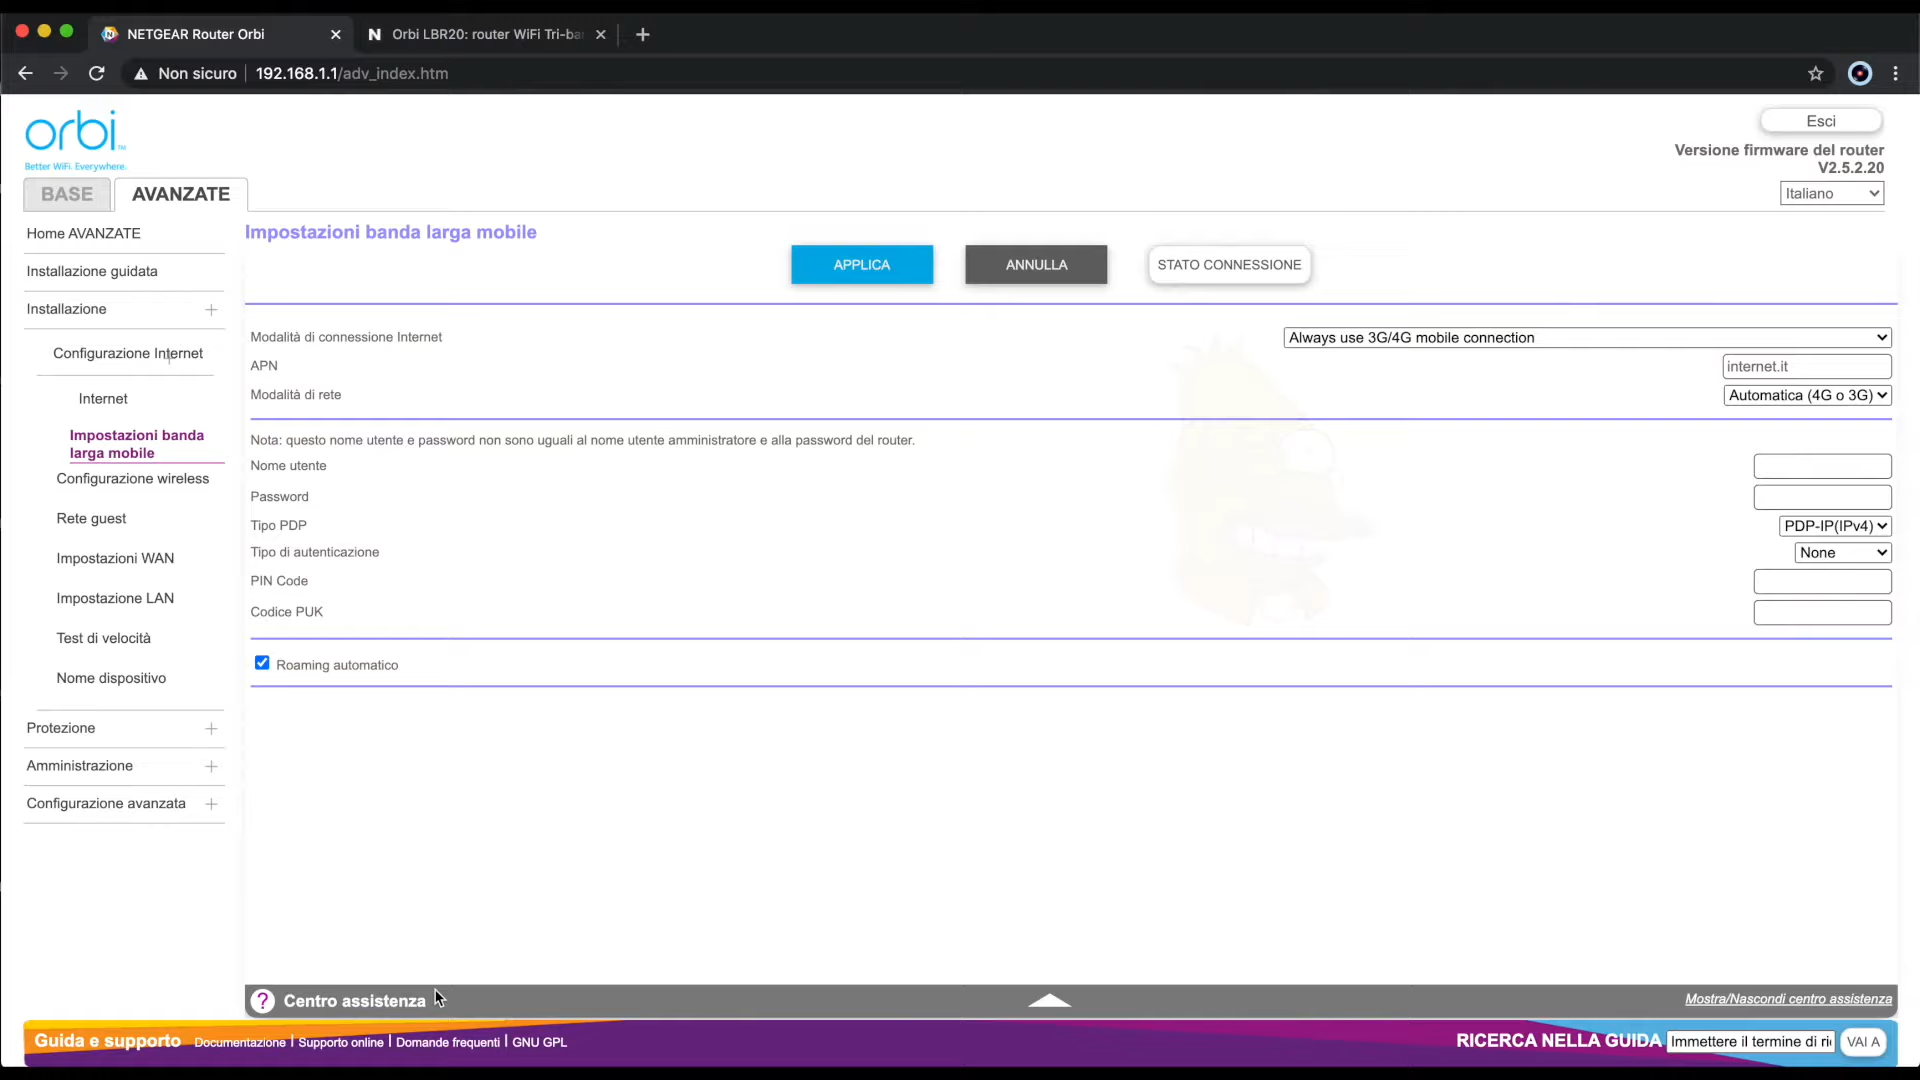 NETGEAR Router Orbi
Orbi LBR20: router WiFi Tri-ba
Non sicuro
192.168.1.1/adv_index.htm
orbi
Better WiFi. Everywhere.
Esci
Versione firmware del router
V2.5.2.20
Italiano
BASE
AVANZATE
Home AVANZATE
Installazione guidata
Installazione
Configurazione Internet
Internet
Impostazioni banda
larga mobile
Configurazione wireless
Rete guest
Impostazioni WAN
Impostazione LAN
Test di velocità
Nome dispositivo
Protezione
Amministrazione
Configurazione avanzata
Impostazioni banda larga mobile
APPLICA
ANNULLA
STATO CONNESSIONE
Modalità di connessione Internet
Always use 3G/4G mobile connection
APN
internet.it
Modalità di rete
Automatica (4G o 3G)
Nota: questo nome utente e password non sono uguali al nome utente amministratore e alla password del router.
Nome utente
Password
Tipo PDP
PDP-IP(IPv4)
Tipo di autenticazione
None
PIN Code
Codice PUK
Roaming automatico
? Centro assistenza
Mostra/Nascondi centro assistenza
Guida e supporto
Documentazione | Supporto online | Domande frequenti | GNU GPL
RICERCA NELLA GUIDA
Immettere il termine di ri
VAI A